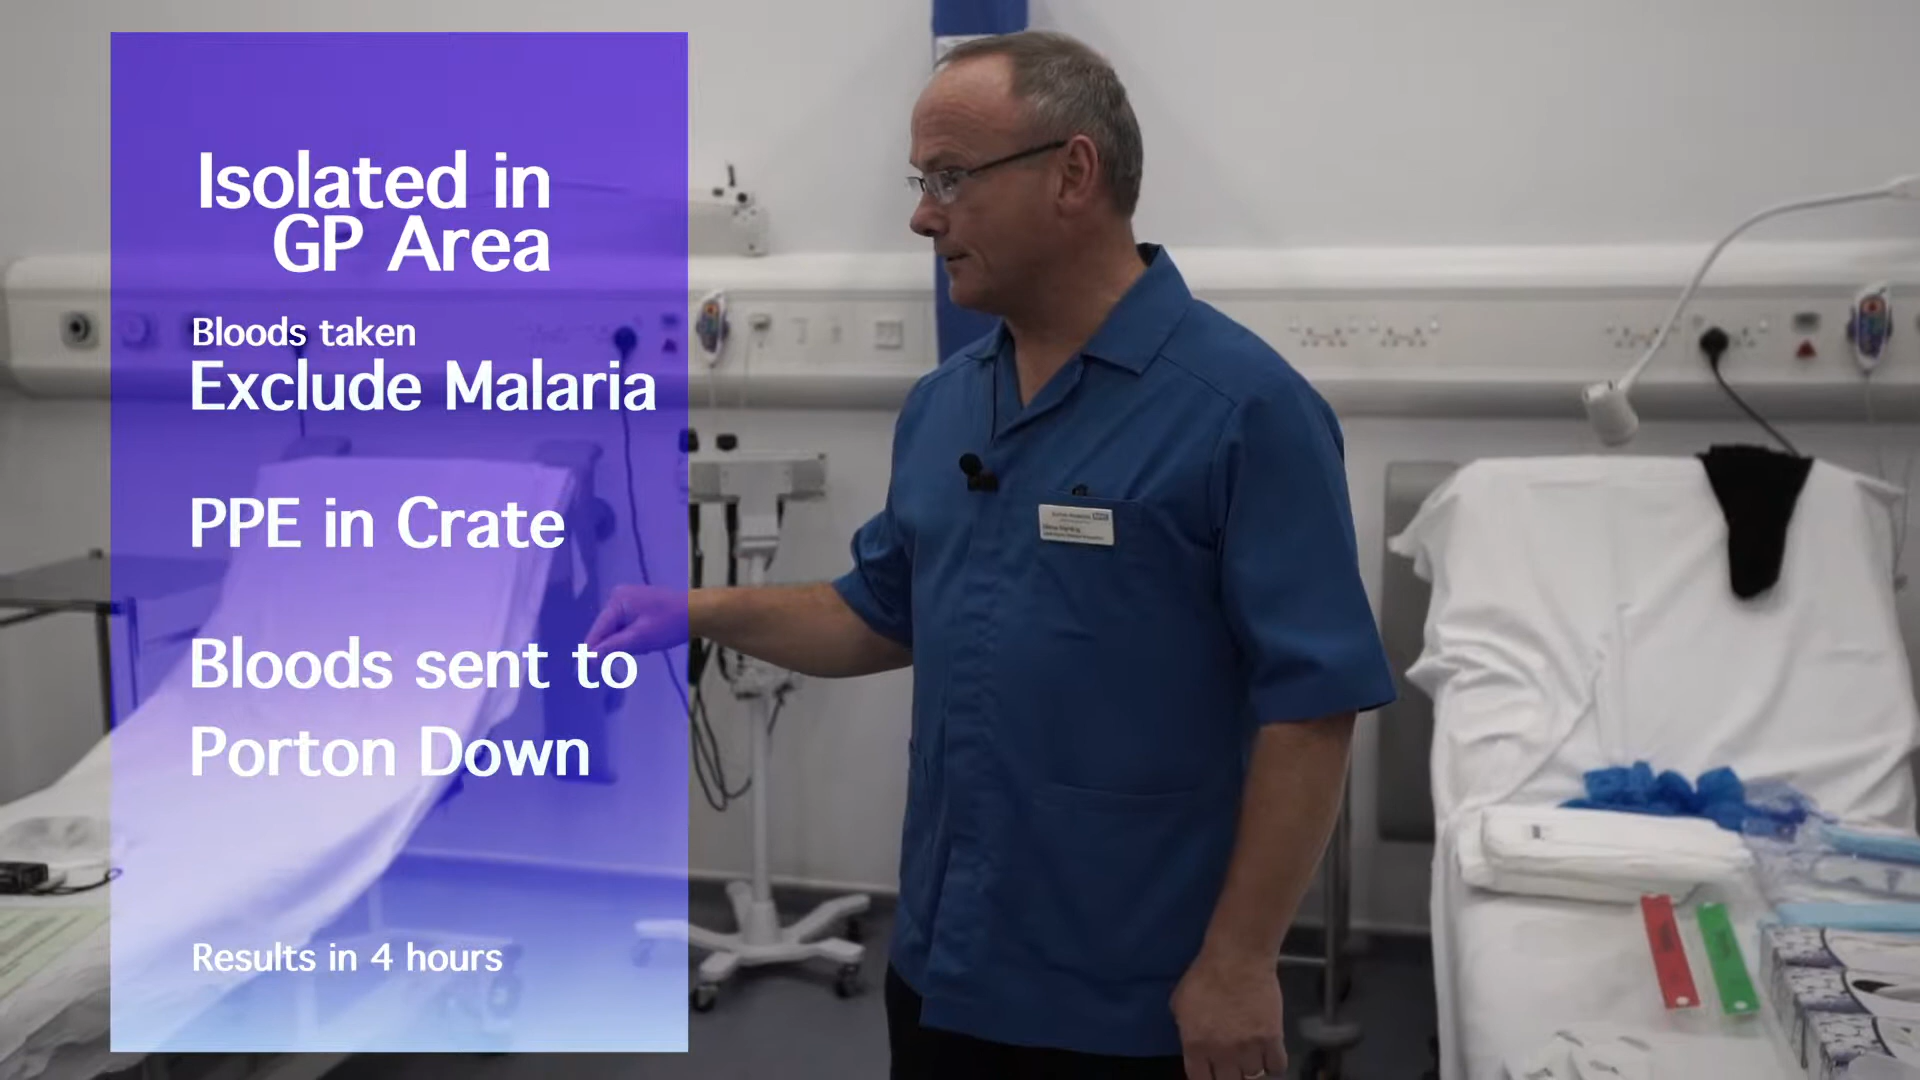 Isolated in
GP Area
Bloods taken
Exclude Malaria
PPE in Crate
Bloods sent to
Porton Down
Results in 4 hours
NHS